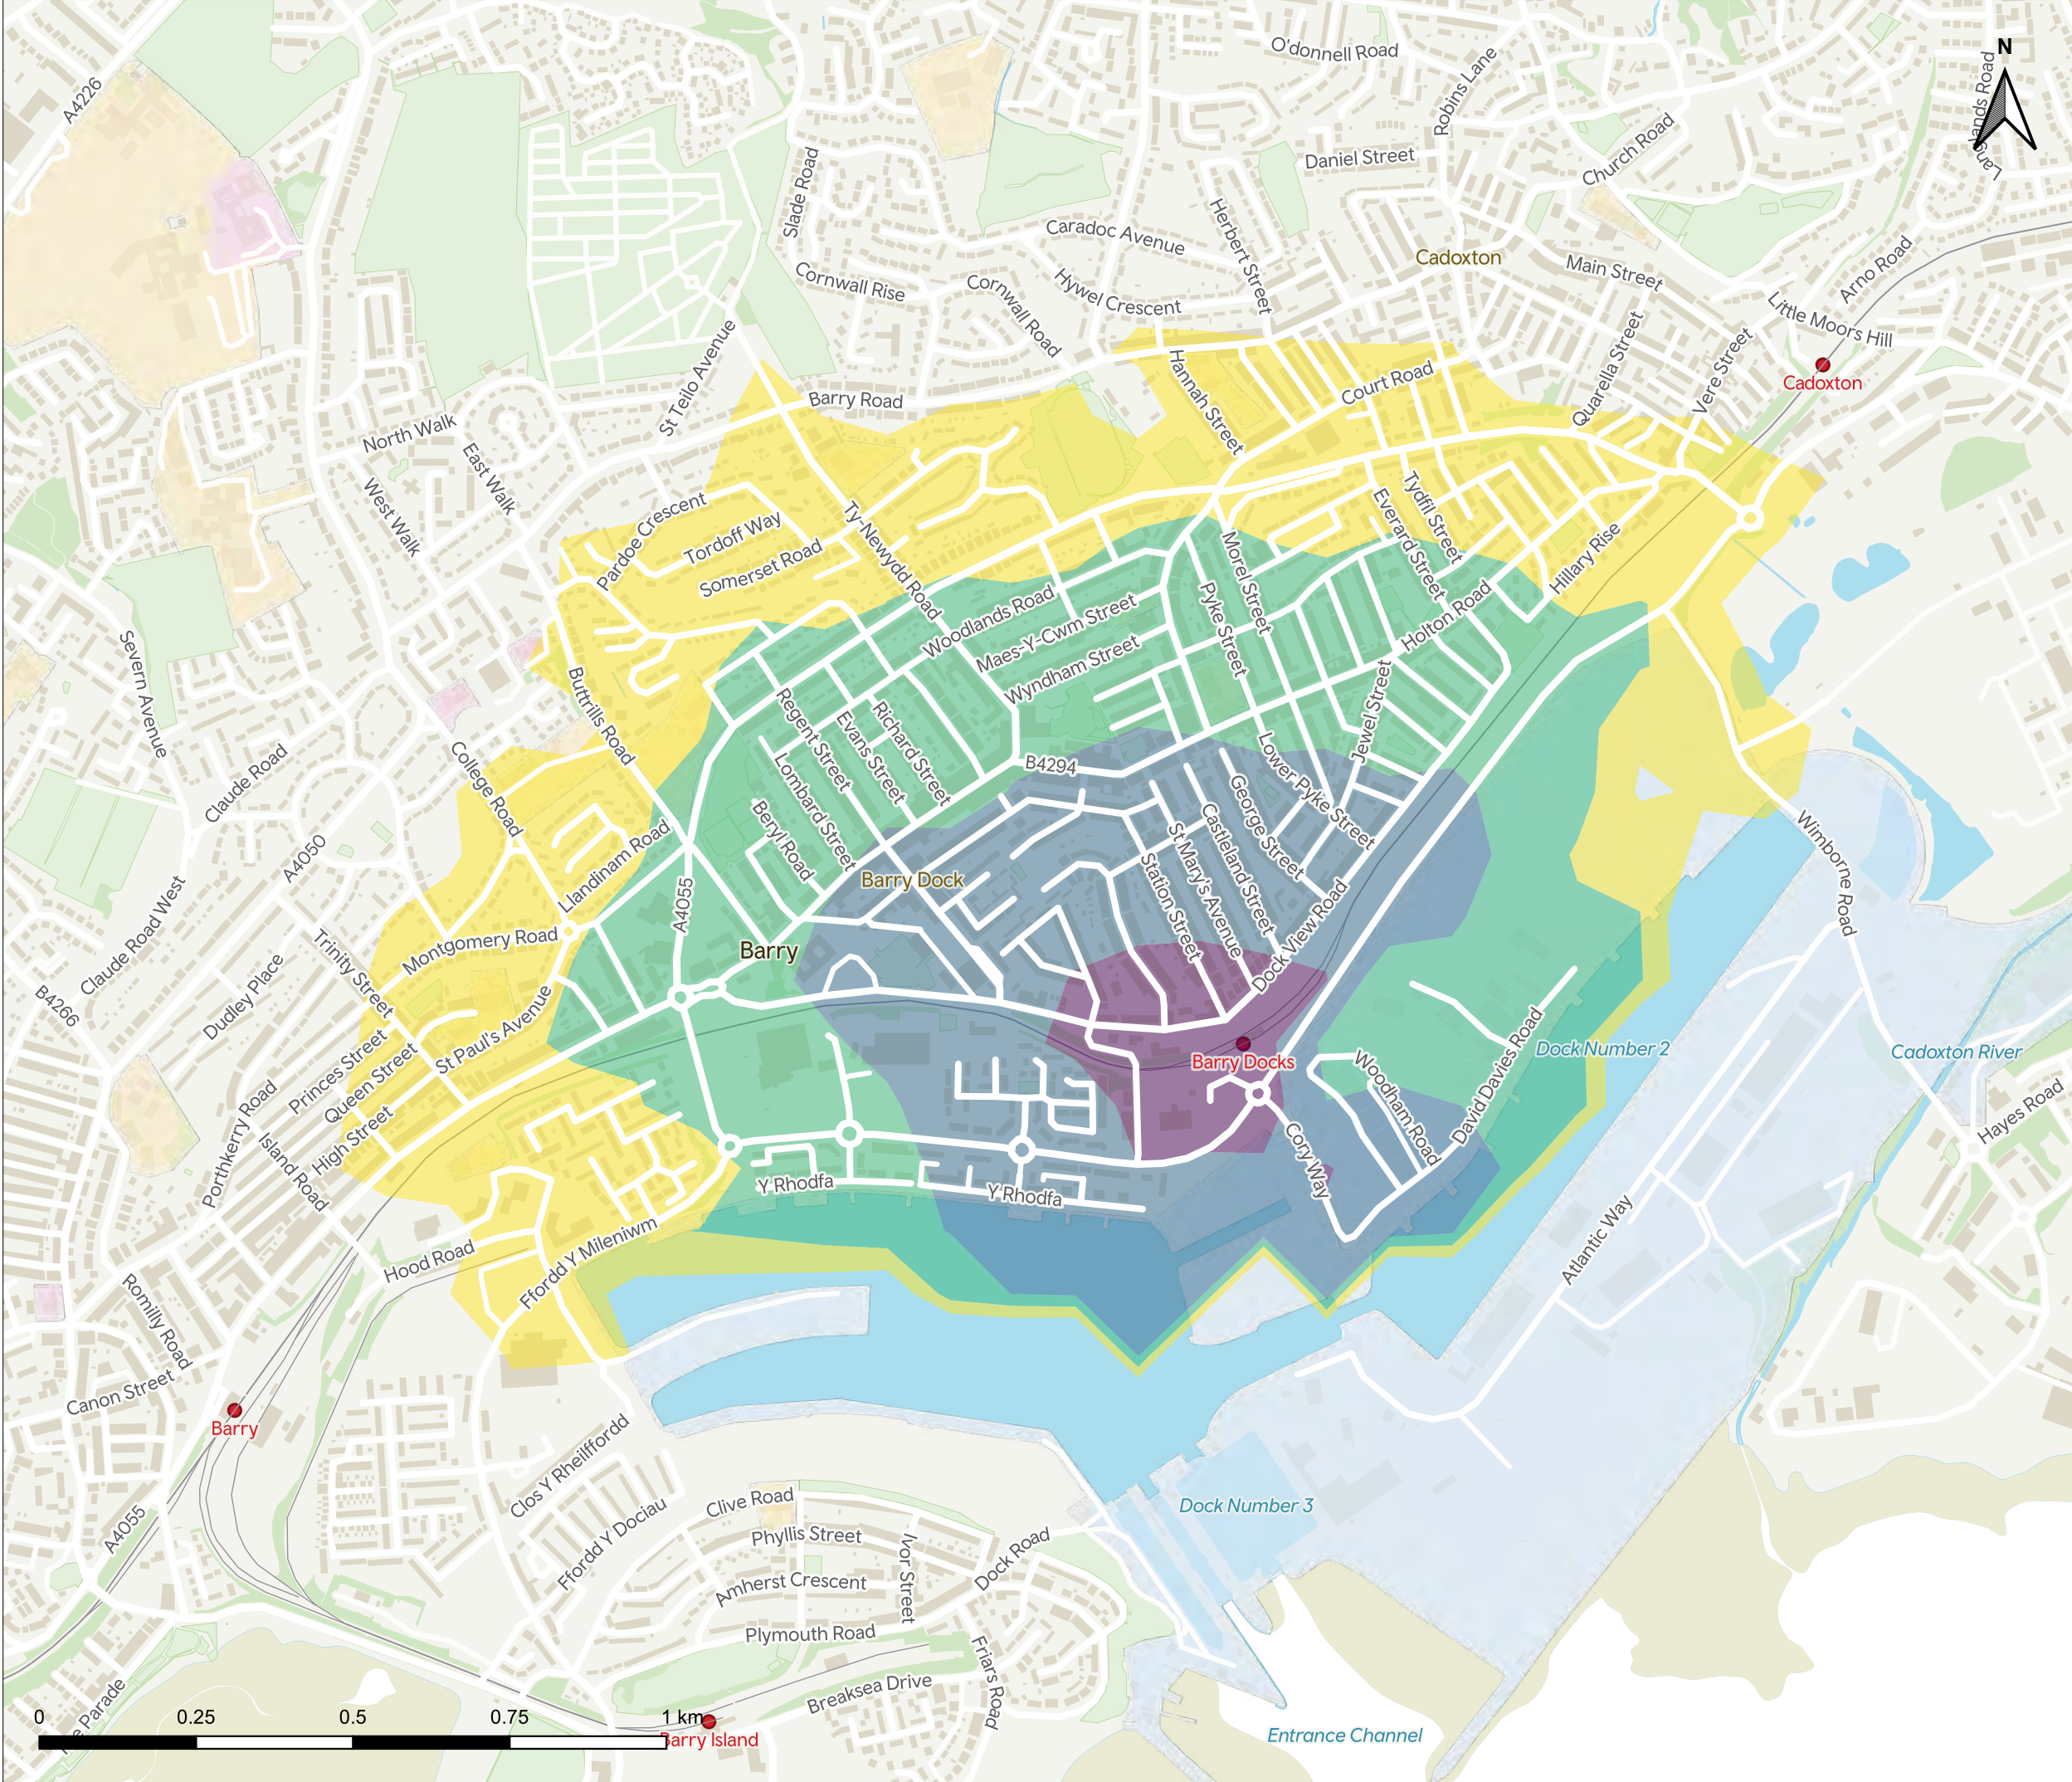 N
O'donnell Road
Robins Lane
A4226
Langlands Road
Daniel Street
Church Road
Slade Road
Herbert Street
Caradoc Avenue
Cadoxton
Main Street
Arno Road
Cornwall Rise
Cornwall Road
Hywel Crescent
Little Moors Hill
St Teilo Avenue
Hannah Street
Court Road
Quarella Street
Vere Street
Cadoxton
Barry Road
North Walk
East Walk
West Walk
Pardoe Crescent
Tordoff Way
Somerset Road
Ty-Newydd Road
Everard Street
Tydfil Street
Morel Street
Hillary Rise
Severn Avenue
Woodlands Road
Maes-Y-Cwm Street
Wyndham Street
Pyke Street
Holton Road
Buttrills Road
Regent Street
Evans Street
Richard Street
Jewel Street
College Road
Claude Road
Lombard Street
B4294
Lower Pyke Street
Beryl Road
George Street
Castleland Street
St Mary's Avenue
Station Street
Wimborne Road
A4050
Llandinam Road
Barry Dock
A4055
Dock View Road
Claude Road West
Trinity Street
Montgomery Road
Barry
B4266
Dudley Place
St Paul's Avenue
Princes Street
Queen Street
High Street
Porthkerry Road
Island Road
Barry Docks
Woodham Road
David Davies Road
Dock Number 2
Cadoxton River
Hayes Road
Cory Way
Y Rhodfa
Y Rhodfa
Atlantic Way
Hood Road
Ffordd Y Mileniwm
Romilly Road
Canon Street
Barry
Clos Y Rheilffordd
Ffordd Y Dociau
Clive Road
Phyllis Street
Ivor Street
Dock Road
Amherst Crescent
Dock Number 3
A4055
Plymouth Road
Friars Road
Breaksea Drive
Parade
0 0.25 0.5 0.75 1 km
Barry Island
Entrance Channel